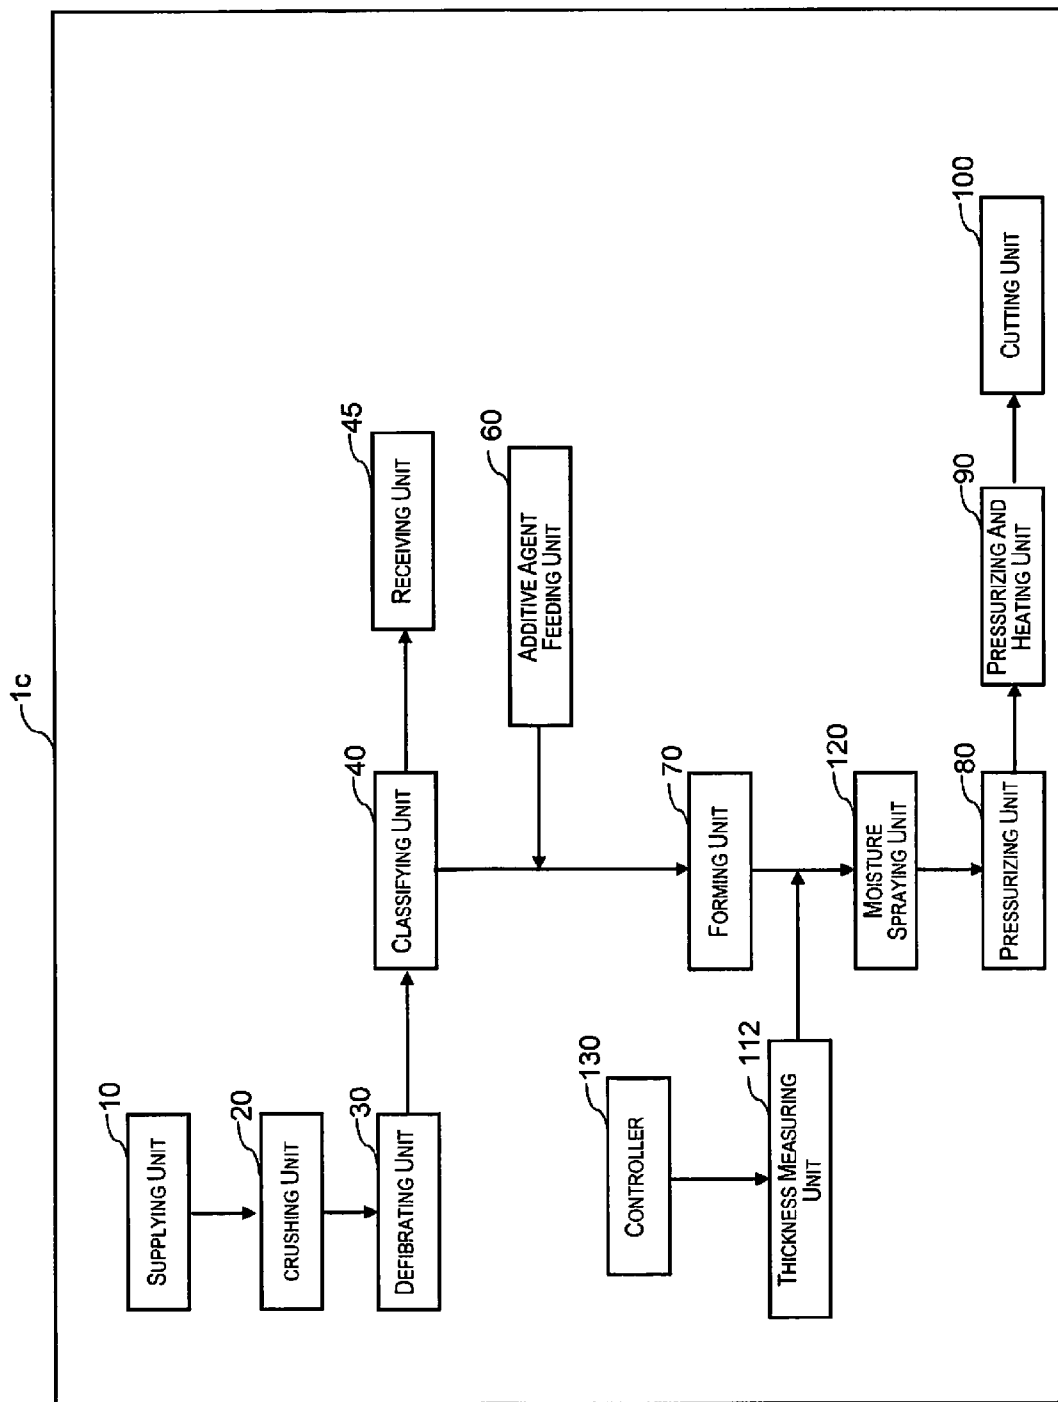 1c
10
SUPPLYING UNIT
20
CRUSHING UNIT
30
DEFIBRATING UNIT
40
CLASSIFYING UNIT
45
RECEIVING UNIT
60
ADDITIVE AGENT
FEEDING UNIT
70
FORMING UNIT
130
CONTROLLER
112
THICKNESS MEASURING
UNIT
120
MOISTURE
SPRAYING UNIT
80
PRESSURIZING UNIT
90
PRESSURIZING AND
HEATING UNIT
100
CUTTING UNIT